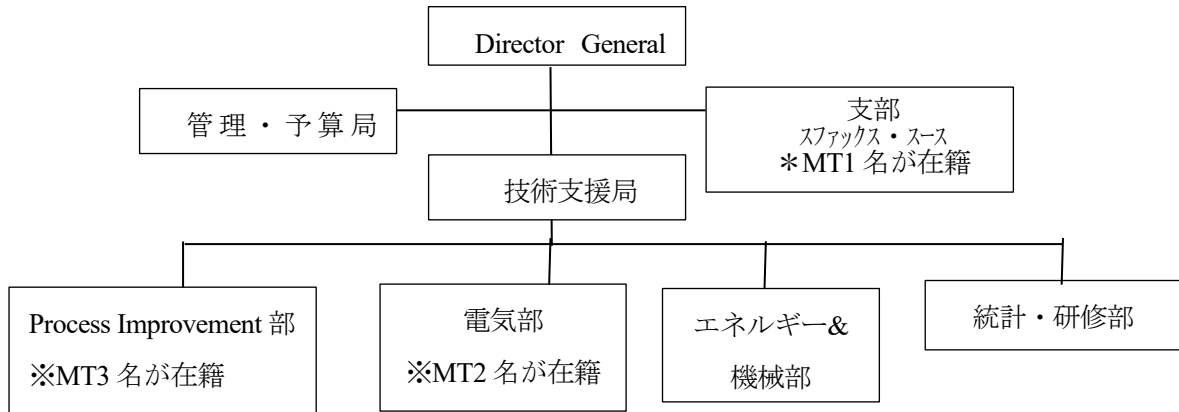 Director General
管理・予算局
支部
スファックス・スース
＊MT1 名が在籍
技術支援局
Process Improvement 部
※MT3 名が在籍
電気部
※MT2 名が在籍
エネルギー&
機械部
統計・研修部